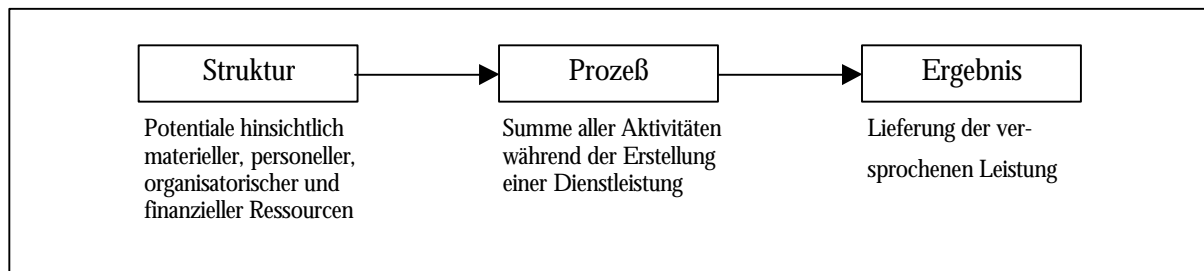 Struktur
Prozeß
Ergebnis
Potentiale hinsichtlich
materieller, personeller,
organisatorischer und
finanzieller Ressourcen
Summe aller Aktivitäten
während der Erstellung
einer Dienstleistung
Lieferung der ver-
sprochenen Leistung